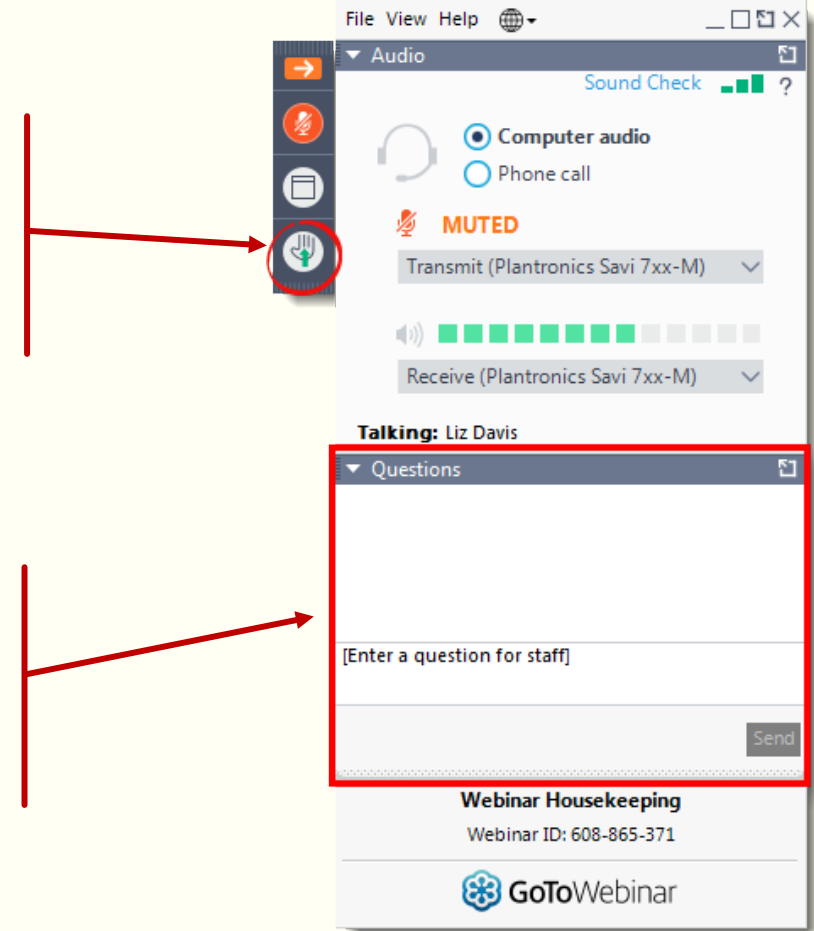 File View Help
Audio
Sound Check ?
Computer audio
Phone call
MUTED
Transmit (Plantronics Savi 7xx-M)
Receive (Plantronics Savi 7xx-M)
Talking: Liz Davis
Questions
[Enter a question for staff]
Send
Webinar Housekeeping
Webinar ID: 608-865-371
GoToWebinar